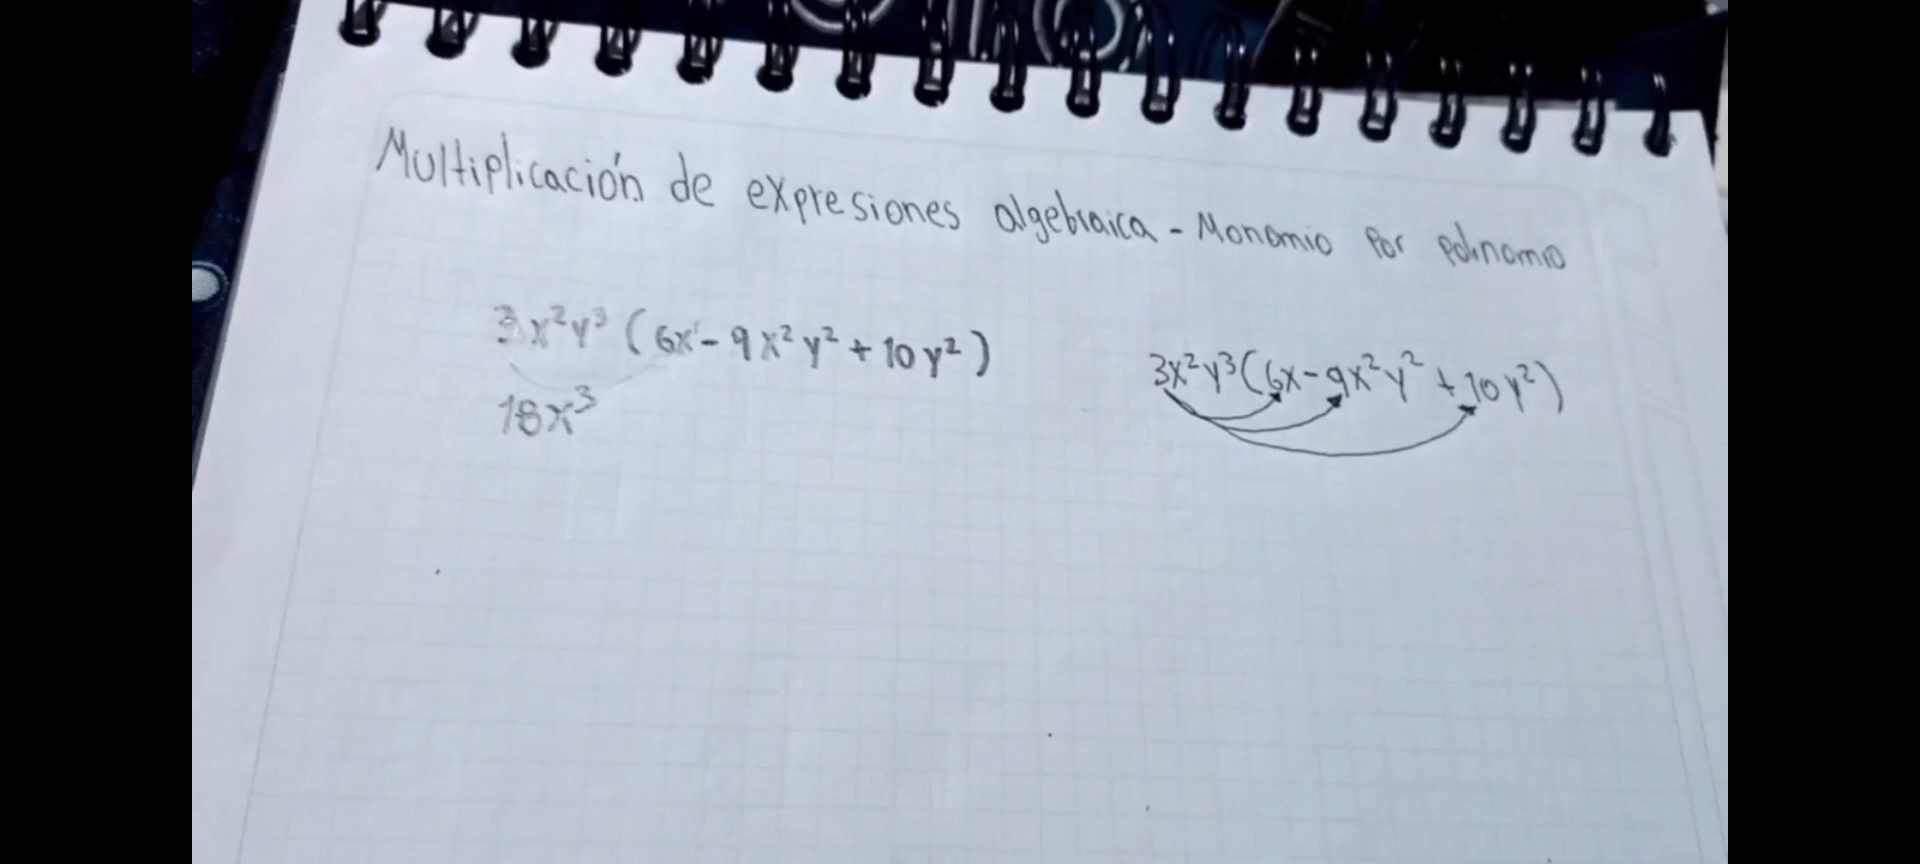 Multiplicación de expresiones algebraica - Monomio por polinomio
3x²y³ (6x¹ - 9x²y² + 10y²)
18x³
3x²y³(6x - 9x²y² + 10y²)